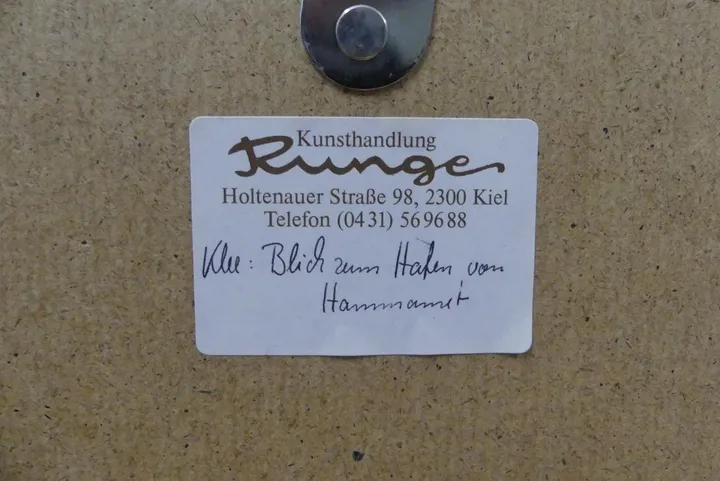 Kunsthandlung
Runge
Holtenauer Straße 98, 2300 Kiel
Telefon (0431) 569688
Klee: Blick zum Hafen von
Hammamet